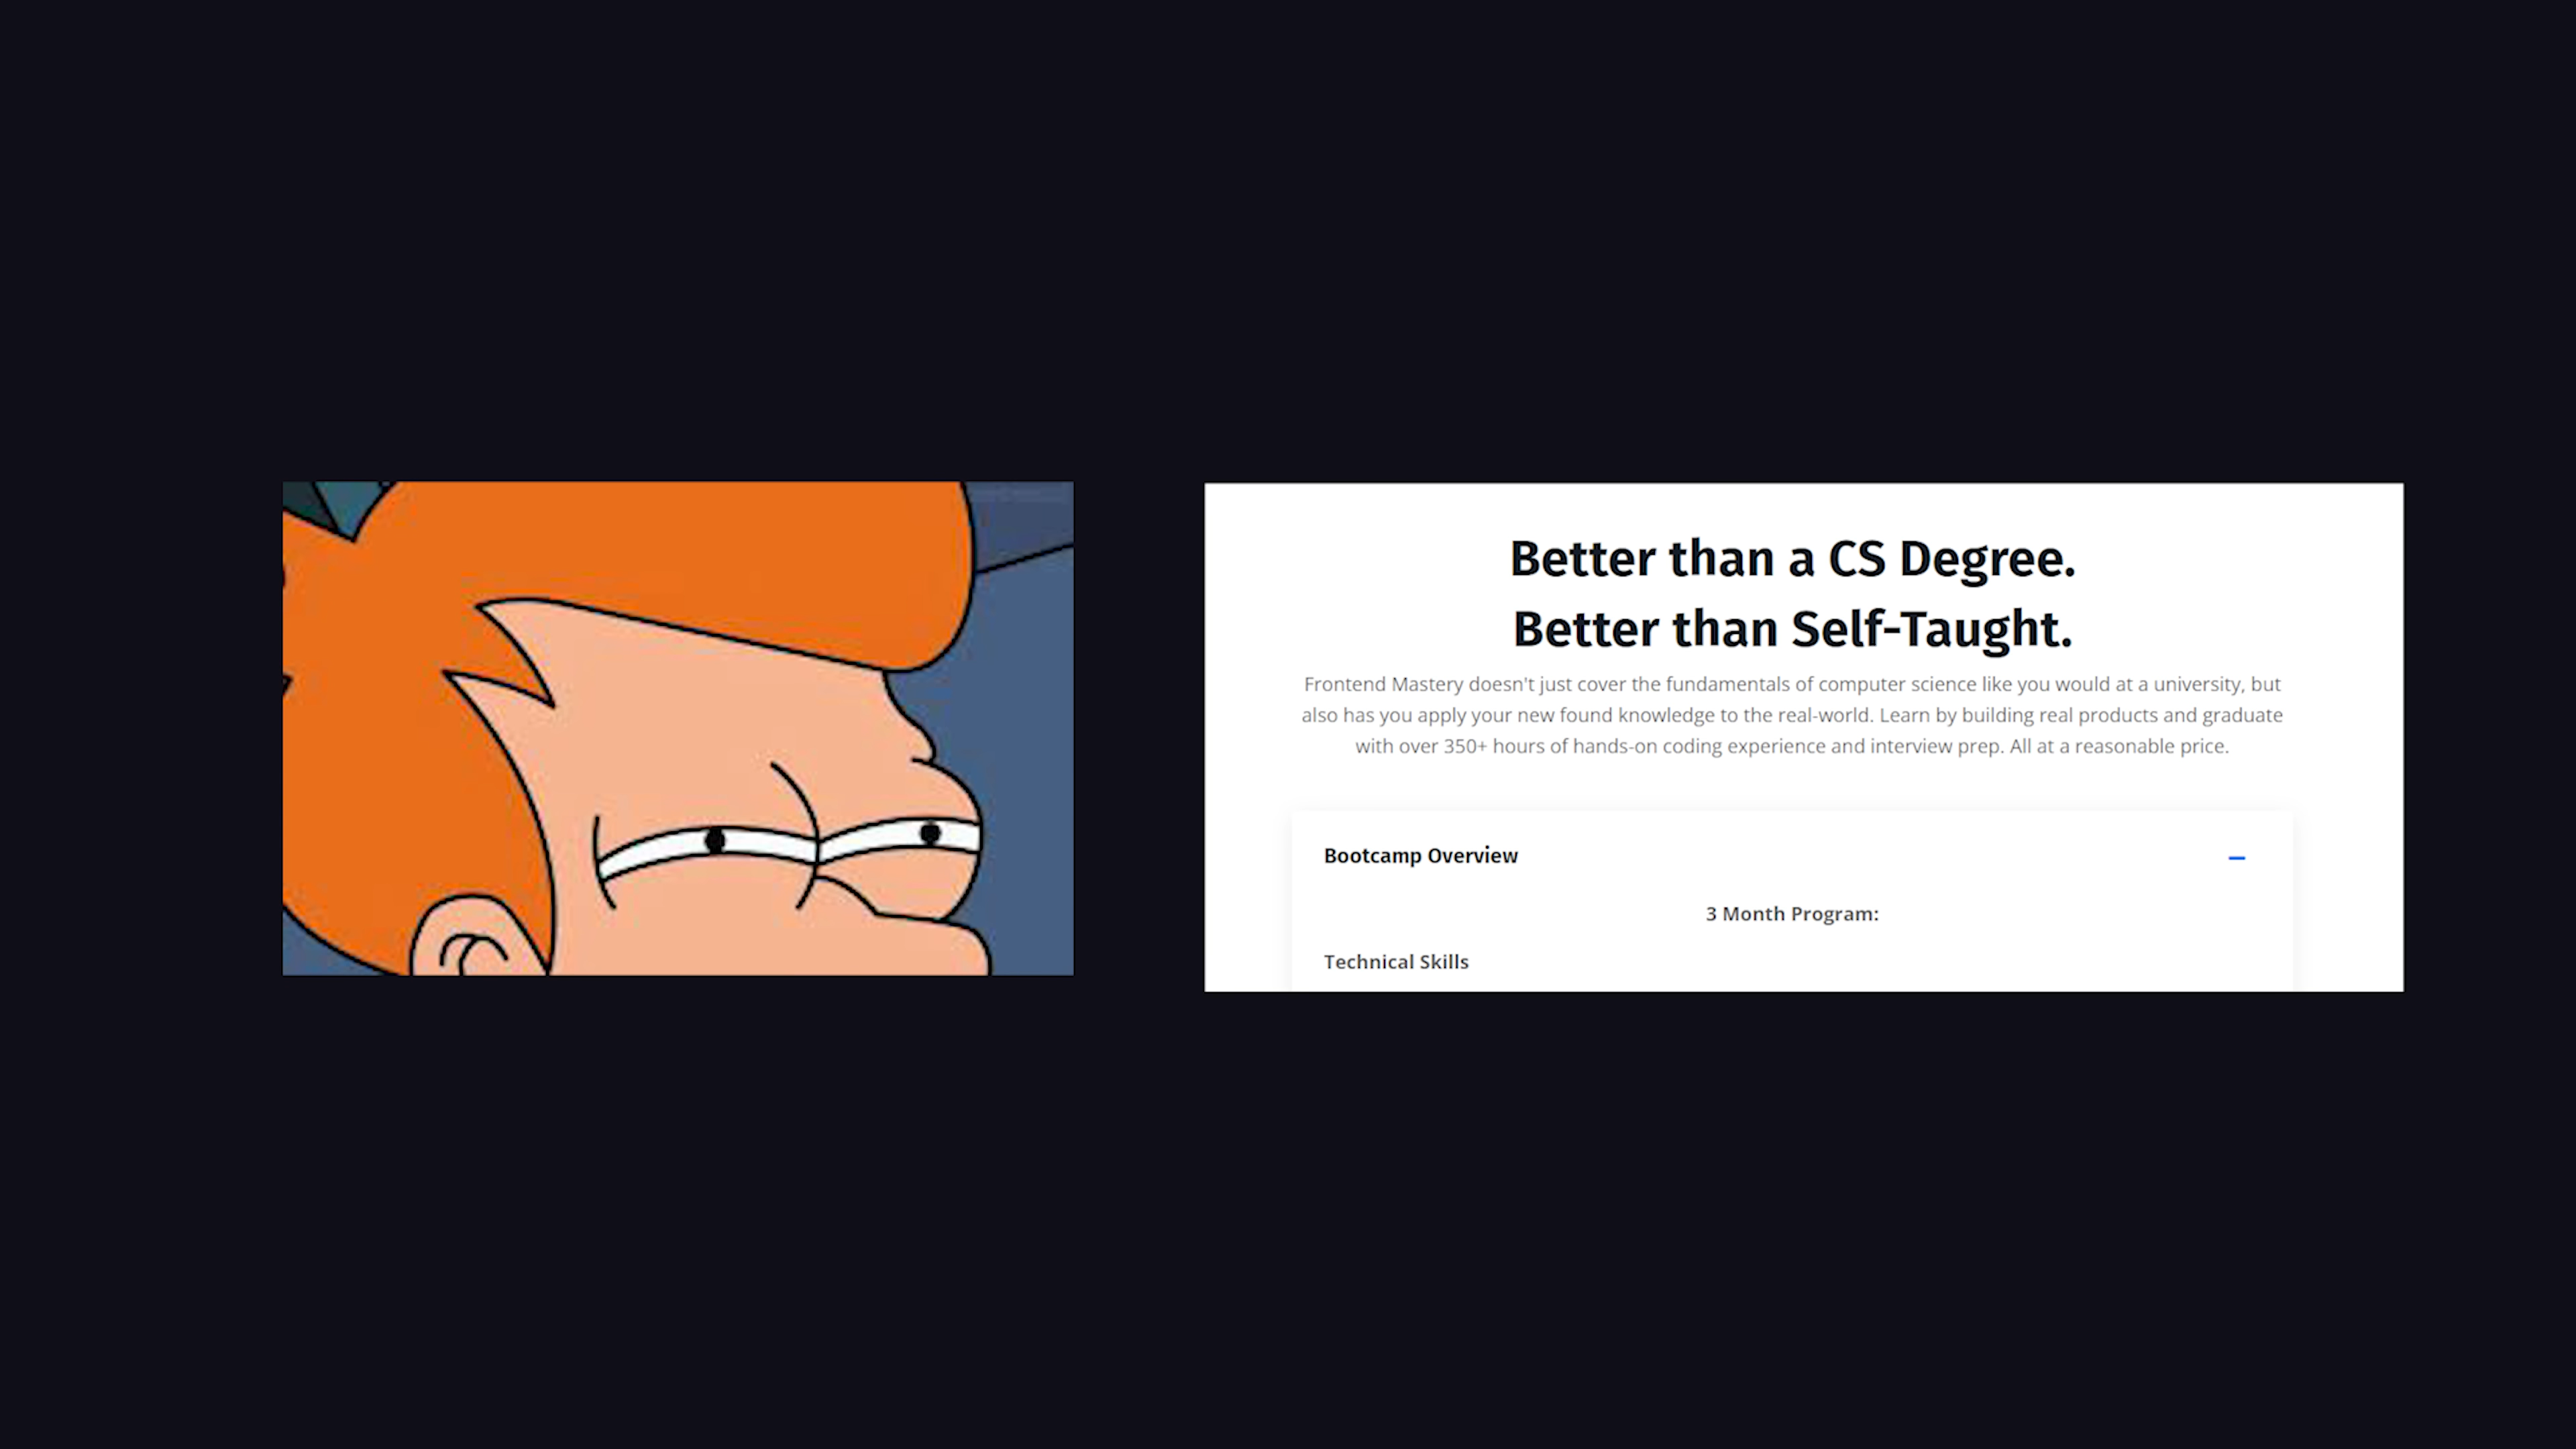 Better than a CS Degree.
Better than Self-Taught.
Frontend Mastery doesn't just cover the fundamentals of computer science like you would at a university, but
also has you apply your new found knowledge to the real-world. Learn by building real products and graduate
with over 350+ hours of hands-on coding experience and interview prep. All at a reasonable price.
Bootcamp Overview
3 Month Program:
Technical Skills